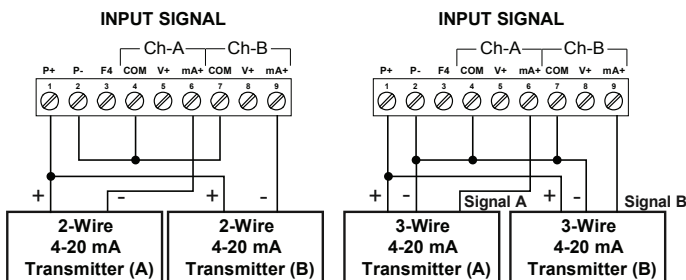 INPUT SIGNAL
Ch-A Ch-B
P+ P- F4 COM V+ mA+ COM V+ mA+
1 2 3 4 5 6 7 8 9
+ - + -
2-Wire
4-20 mA
Transmitter (A)
2-Wire
4-20 mA
Transmitter (B)
INPUT SIGNAL
Ch-A Ch-B
P+ P- F4 COM V+ mA+ COM V+ mA+
1 2 3 4 5 6 7 8 9
+ - Signal A + - Signal B
3-Wire
4-20 mA
Transmitter (A)
3-Wire
4-20 mA
Transmitter (B)